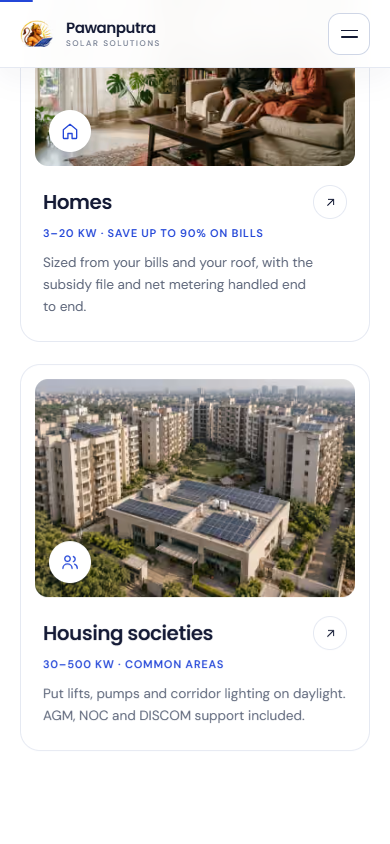 Pawanputra
SOLAR SOLUTIONS
Homes
3–20 KW · SAVE UP TO 90% ON BILLS
Sized from your bills and your roof, with the
subsidy file and net metering handled end
to end.
Housing societies
30–500 KW · COMMON AREAS
Put lifts, pumps and corridor lighting on daylight.
AGM, NOC and DISCOM support included.